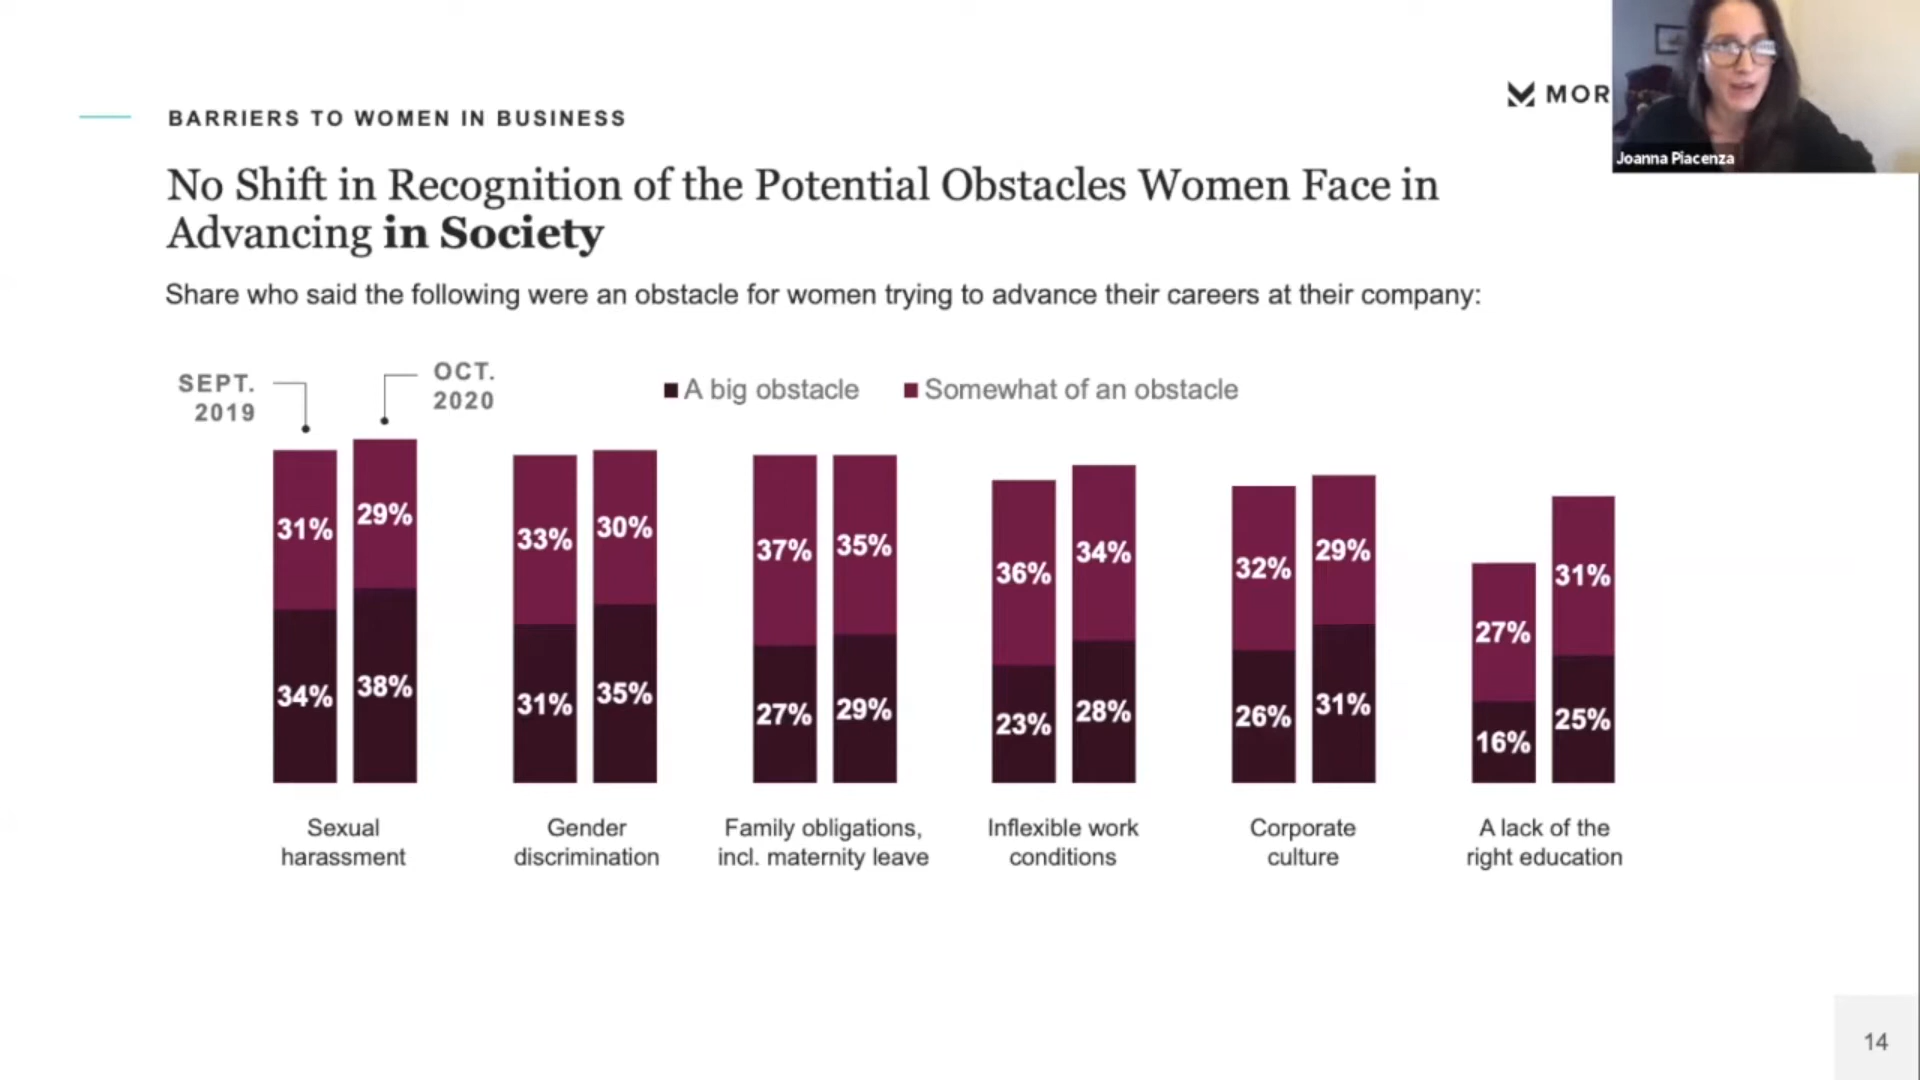 BARRIERS TO WOMEN IN BUSINESS
MOR
Joanna Piacenza
No Shift in Recognition of the Potential Obstacles Women Face in
Advancing in Society
Share who said the following were an obstacle for women trying to advance their careers at their company:
SEPT.
2019
OCT.
2020
A big obstacle
Somewhat of an obstacle
31%
29%
33%
30%
37%
35%
36%
34%
32%
29%
27%
31%
34%
38%
31%
35%
27%
29%
23%
28%
26%
31%
16%
25%
Sexual
harassment
Gender
discrimination
Family obligations,
incl. maternity leave
Inflexible work
conditions
Corporate
culture
A lack of the
right education
14